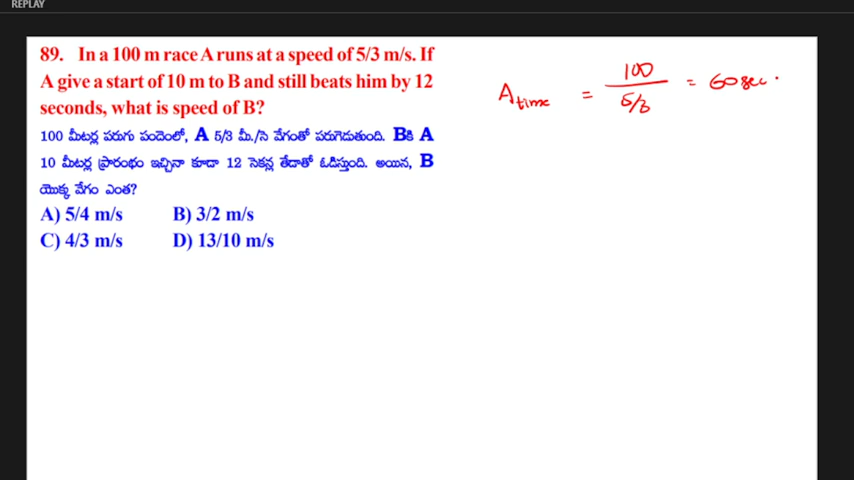 REPLAY
89. In a 100 m race A runs at a speed of 5/3 m/s. If
A give a start of 10 m to B and still beats him by 12
seconds, what is speed of B?
100 మీటర్ల పరుగు పందెంలో, A 5/3 మీ./సె వేగంతో పరుగెడుతుంది. Bకి A
10 మీటర్ల ప్రారంభం ఇచ్చినా కూడా 12 సెకన్ల తేడాతో ఓడిస్తుంది. అయిన, B
యొక్క వేగం ఎంత?
A) 5/4 m/s B) 3/2 m/s
C) 4/3 m/s D) 13/10 m/s
A time = 100 / 5/3 = 60 sec.